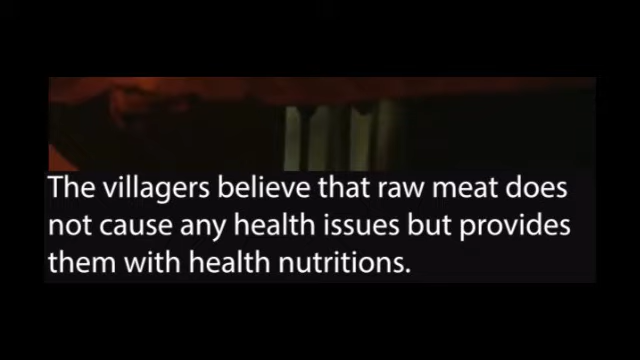 The villagers believe that raw meat does
not cause any health issues but provides
them with health nutritions.